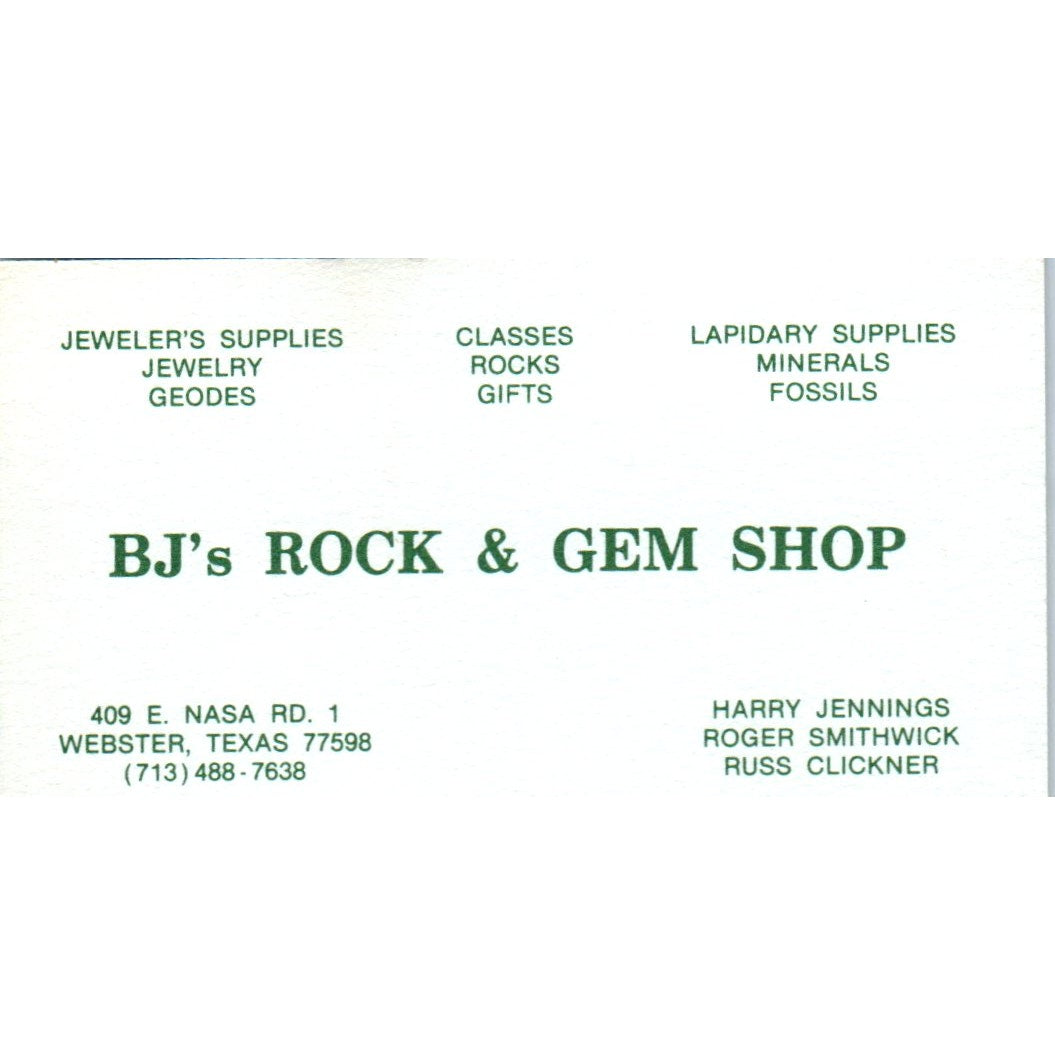 JEWELER'S SUPPLIES
JEWELRY
GEODES
CLASSES
ROCKS
GIFTS
LAPIDARY SUPPLIES
MINERALS
FOSSILS
BJ's ROCK & GEM SHOP
409 E. NASA RD. 1
WEBSTER, TEXAS 77598
(713) 488-7638
HARRY JENNINGS
ROGER SMITHWICK
RUSS CLICKNER